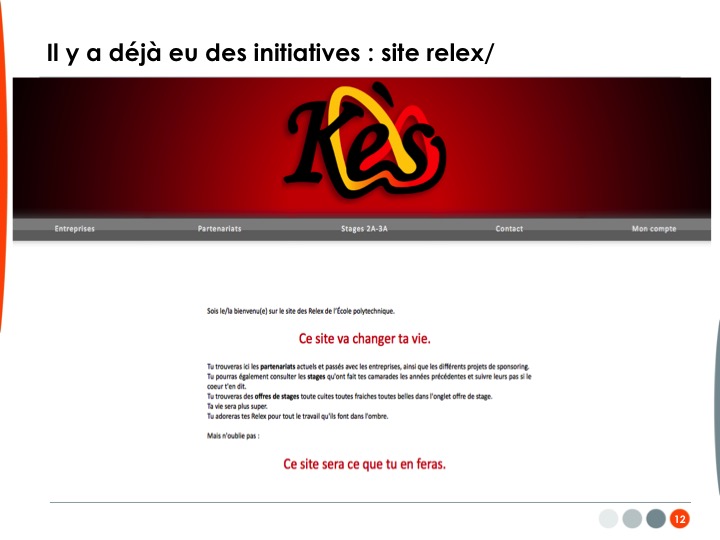 Il y a déjà eu des initiatives : site relex/
Kès
Entreprises Partenariats Stages 2A-3A Contact Mon compte
Sois le/la bienvenu(e) sur le site des Relex de l'École polytechnique.
Ce site va changer ta vie.
Tu trouveras ici les partenariats actuels et passés avec les entreprises, ainsi que les différents projets de sponsoring.
Tu pourras également consulter les stages qu'ont fait tes camarades les années précédentes et suivre leurs pas si le
coeur t'en dit.
Tu trouveras des offres de stages toute cuites toutes fraiches toutes belles dans l'onglet offre de stage.
Ta vie sera plus super.
Tu adoreras tes Relex pour tout le travail qu'ils font dans l'ombre.
Mais n'oublie pas :
Ce site sera ce que tu en feras.
12